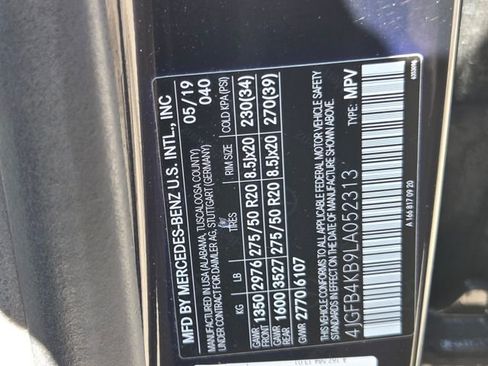 MFD BY MERCEDES-BENZ U.S. INTL., INC 05/19
MANUFACTURED IN USA (ALABAMA, TUSCALOOSA COUNTY) 040
UNDER CONTRACT FOR DAIMLER AG, STUTTGART (GERMANY)
KG LB TIRES RIM SIZE COLD KPA (PSI)
GAWR FRONT 1350 2976 275/50 R20 8.5Jx20 230(34)
GAWR REAR 1600 3527 275/50 R20 8.5Jx20 270(39)
GVWR 2770 6107
THIS VEHICLE CONFORMS TO ALL APPLICABLE FEDERAL MOTOR VEHICLE SAFETY
STANDARDS IN EFFECT ON THE DATE OF MANUFACTURE SHOWN ABOVE.
4JGFB4KB9LA052313 TYPE: MPV
A 166 817 09 20